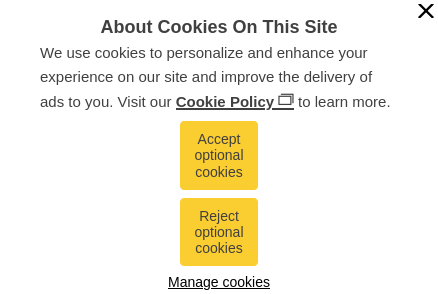 About Cookies On This Site
We use cookies to personalize and enhance your
experience on our site and improve the delivery of
ads to you. Visit our Cookie Policy to learn more.
Accept
optional
cookies
Reject
optional
cookies
Manage cookies